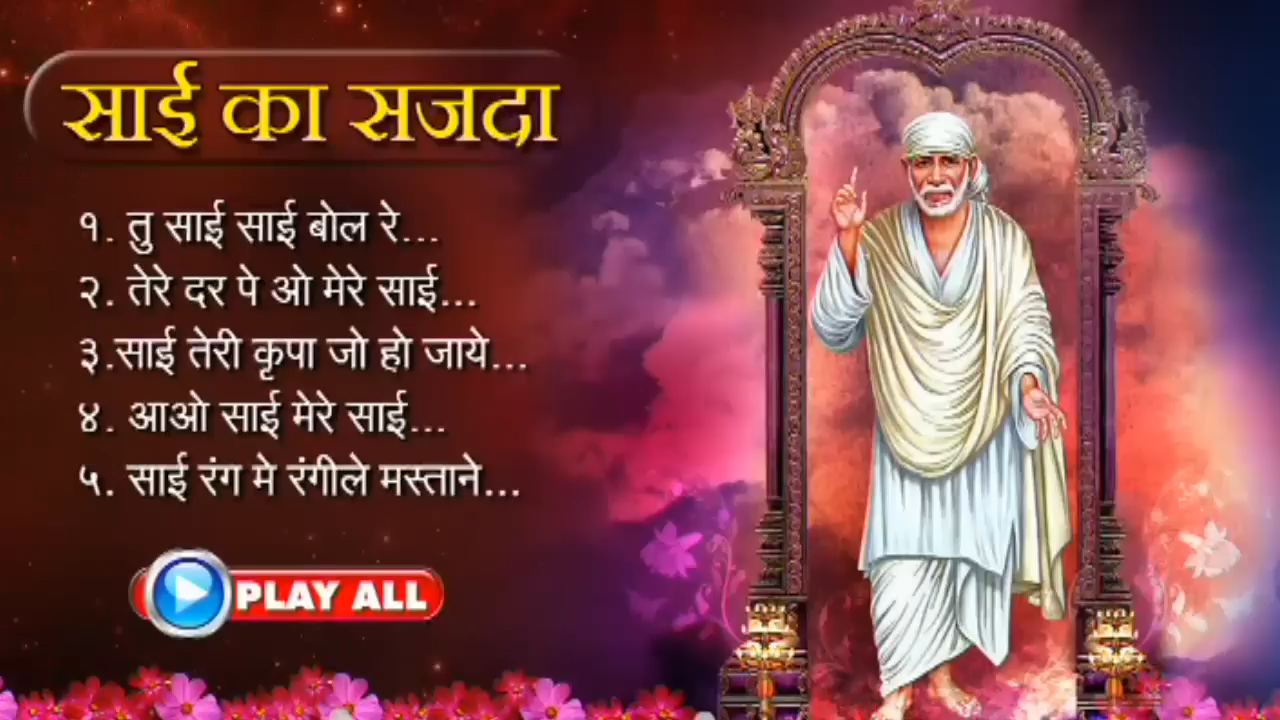 साई का सजदा
१. तु साई साई बोल रे...
२. तेरे दर पे ओ मेरे साई...
३.साई तेरी कृपा जो हो जाये...
४. आओ साई मेरे साई...
५. साई रंग मे रंगीले मस्ताने...
PLAY ALL